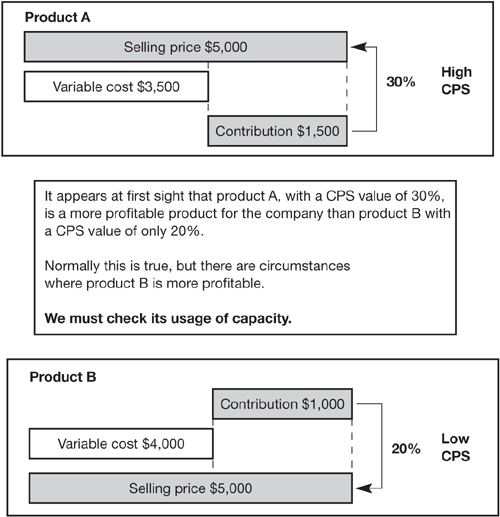 Product A
Selling price $5,000
Variable cost $3,500
Contribution $1,500
30%
High
CPS
It appears at first sight that product A, with a CPS value of 30%,
is a more profitable product for the company than product B with
a CPS value of only 20%.
Normally this is true, but there are circumstances
where product B is more profitable.
We must check its usage of capacity.
Product B
Contribution $1,000
Variable cost $4,000
Selling price $5,000
20%
Low
CPS